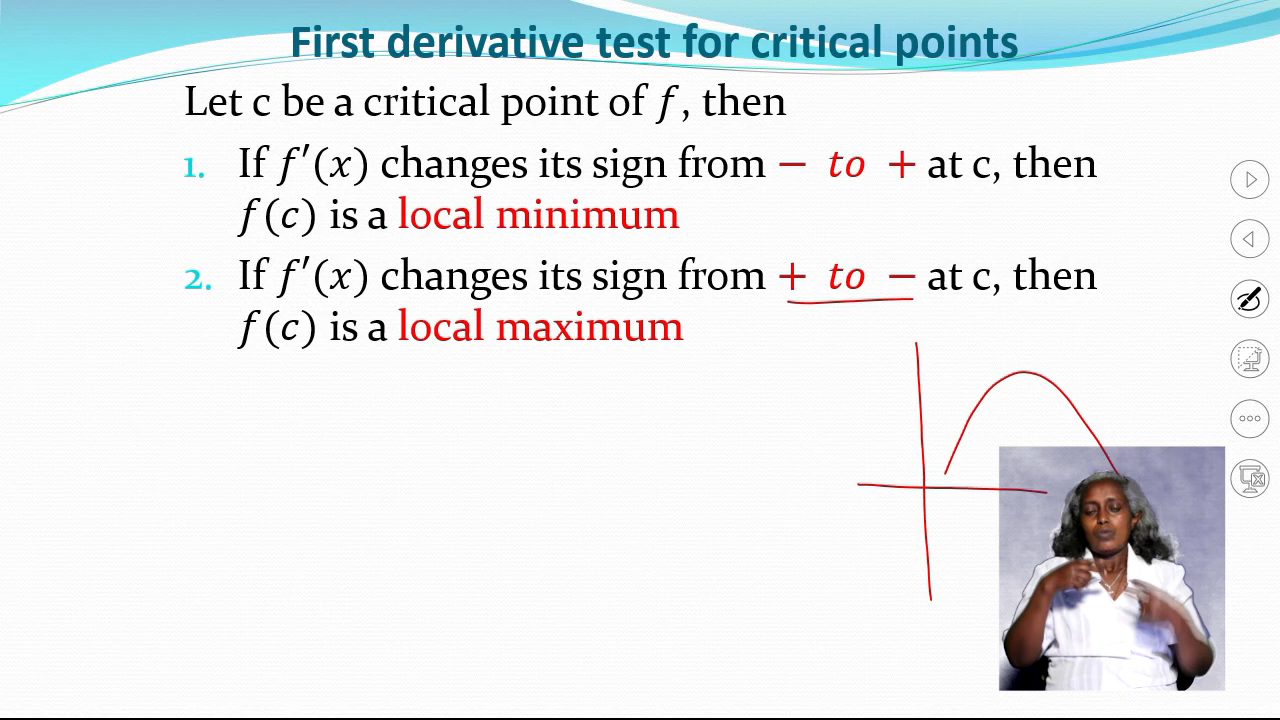 First derivative test for critical points
Let c be a critical point of f, then
1. If f′(x) changes its sign from − to + at c, then
f(c) is a local minimum
2. If f′(x) changes its sign from + to − at c, then
f(c) is a local maximum